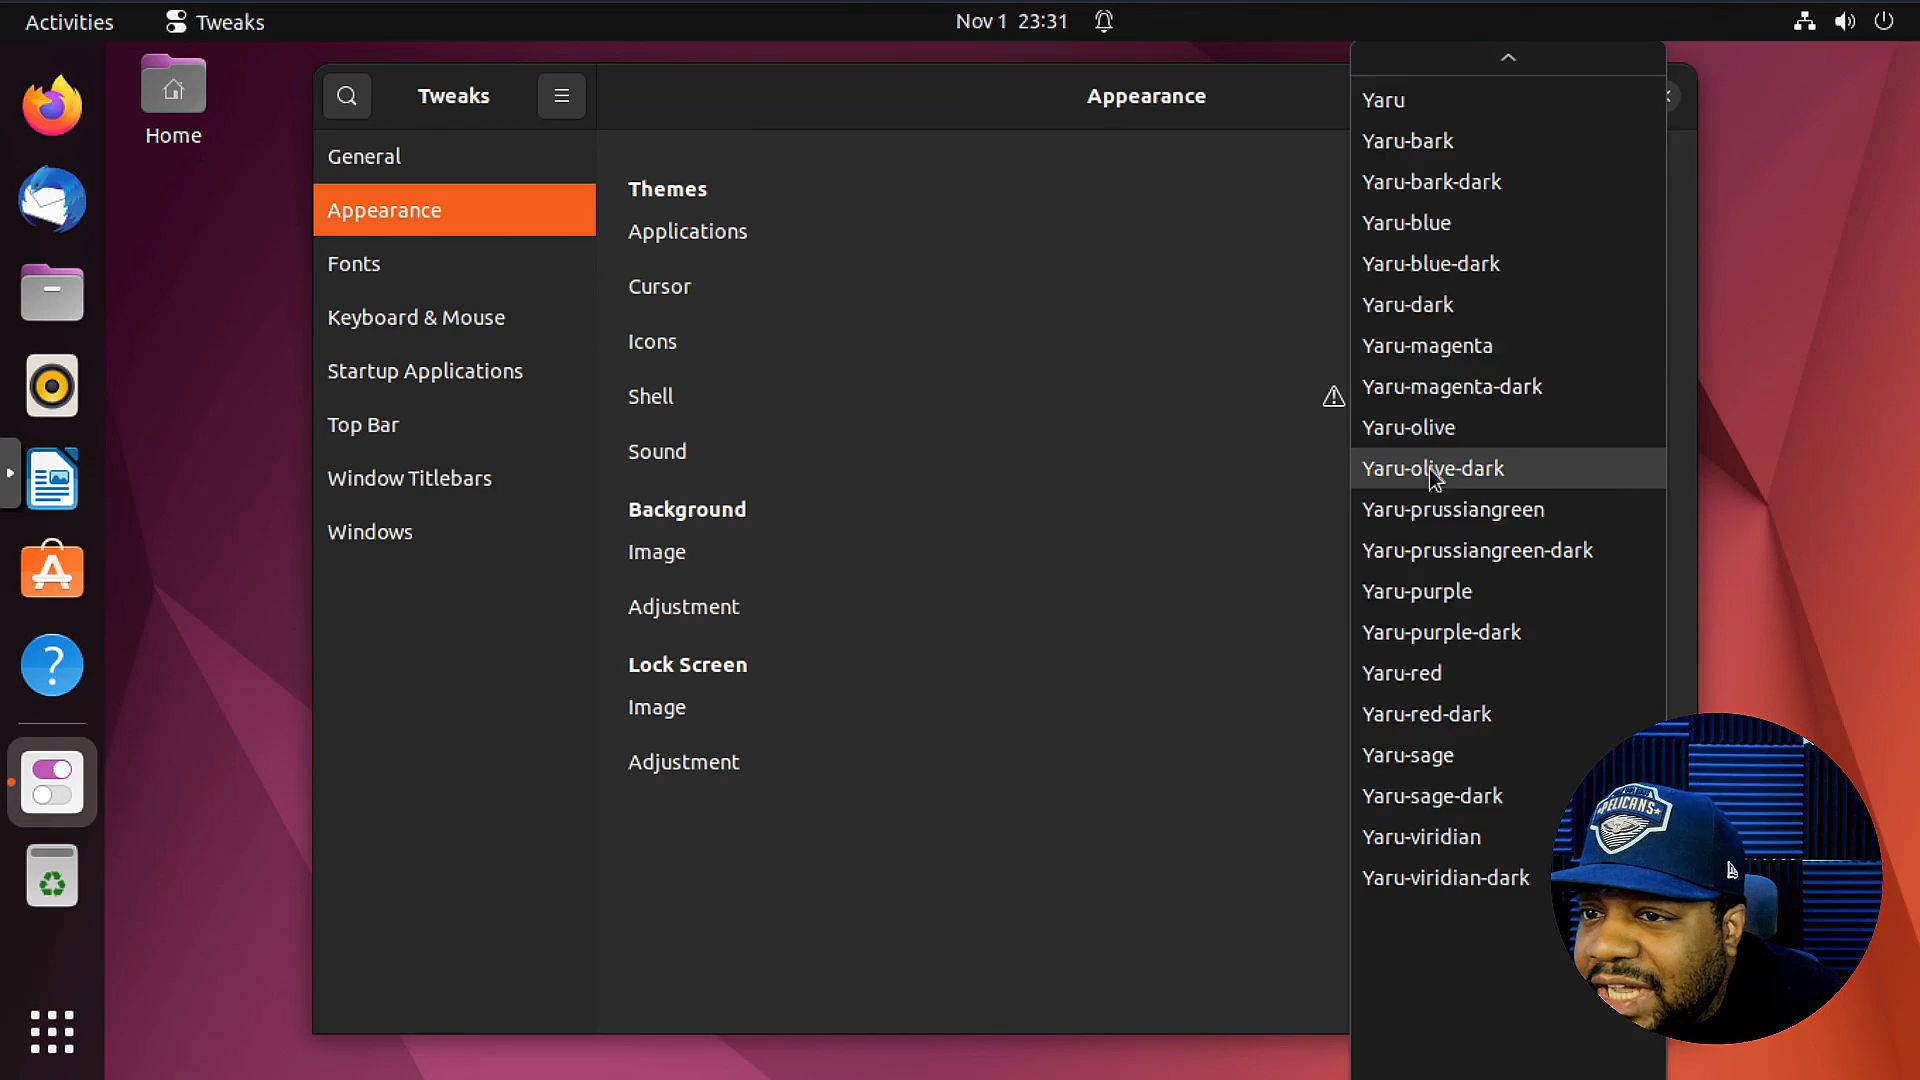 Activities
Tweaks
Nov 1 23:31
Home
Tweaks
Appearance
General
Appearance
Fonts
Keyboard & Mouse
Startup Applications
Top Bar
Window Titlebars
Windows
Themes
Applications
Cursor
Icons
Shell
Sound
Background
Image
Adjustment
Lock Screen
Image
Adjustment
Yaru
Yaru-bark
Yaru-bark-dark
Yaru-blue
Yaru-blue-dark
Yaru-dark
Yaru-magenta
Yaru-magenta-dark
Yaru-olive
Yaru-olive-dark
Yaru-prussiangreen
Yaru-prussiangreen-dark
Yaru-purple
Yaru-purple-dark
Yaru-red
Yaru-red-dark
Yaru-sage
Yaru-sage-dark
Yaru-viridian
Yaru-viridian-dark
PELICANS